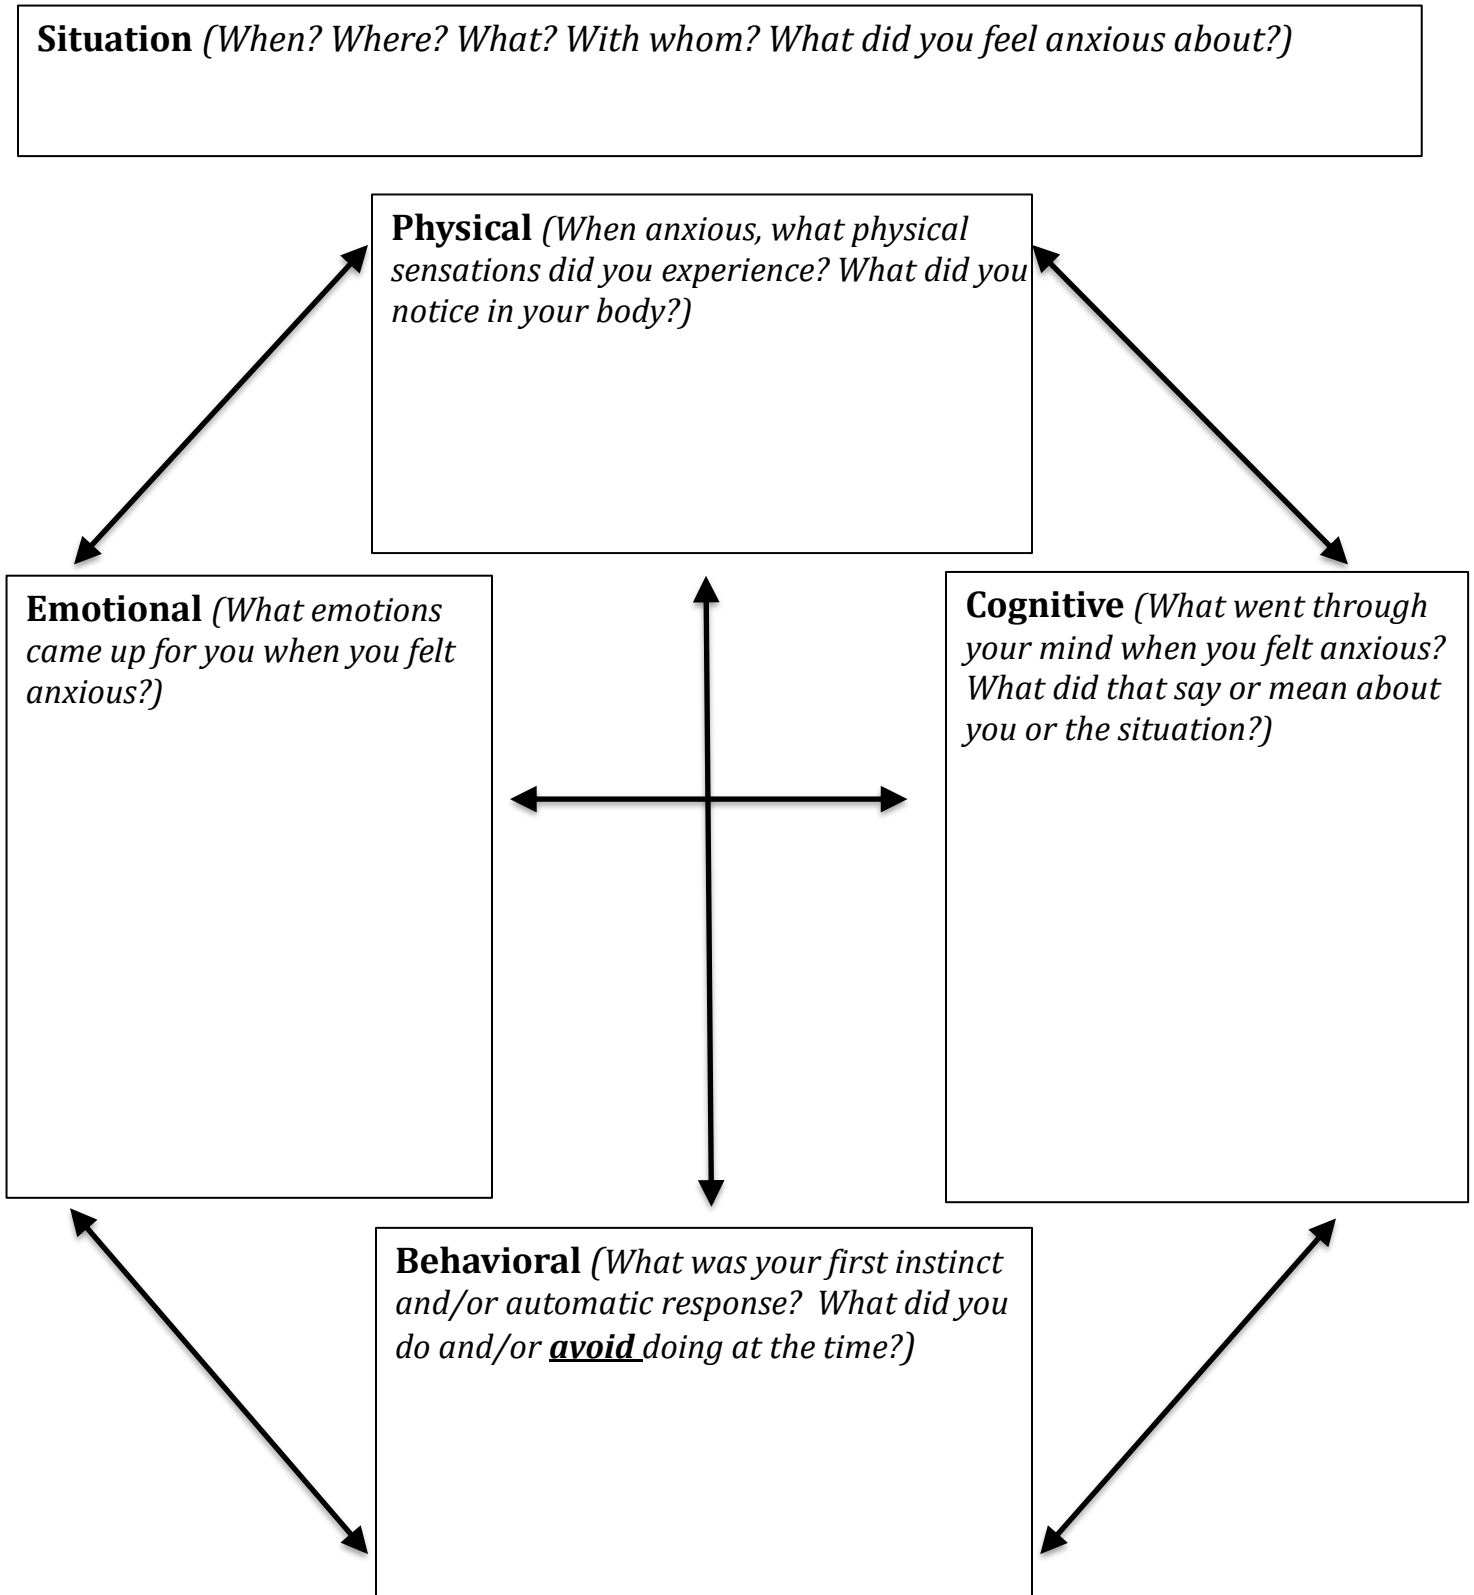 Situation (When? Where? What? With whom? What did you feel anxious about?)
Physical (When anxious, what physical
sensations did you experience? What did you
notice in your body?)
Emotional (What emotions
came up for you when you felt
anxious?)
Cognitive (What went through
your mind when you felt anxious?
What did that say or mean about
you or the situation?)
Behavioral (What was your first instinct
and/or automatic response?  What did you
do and/or avoid doing at the time?)